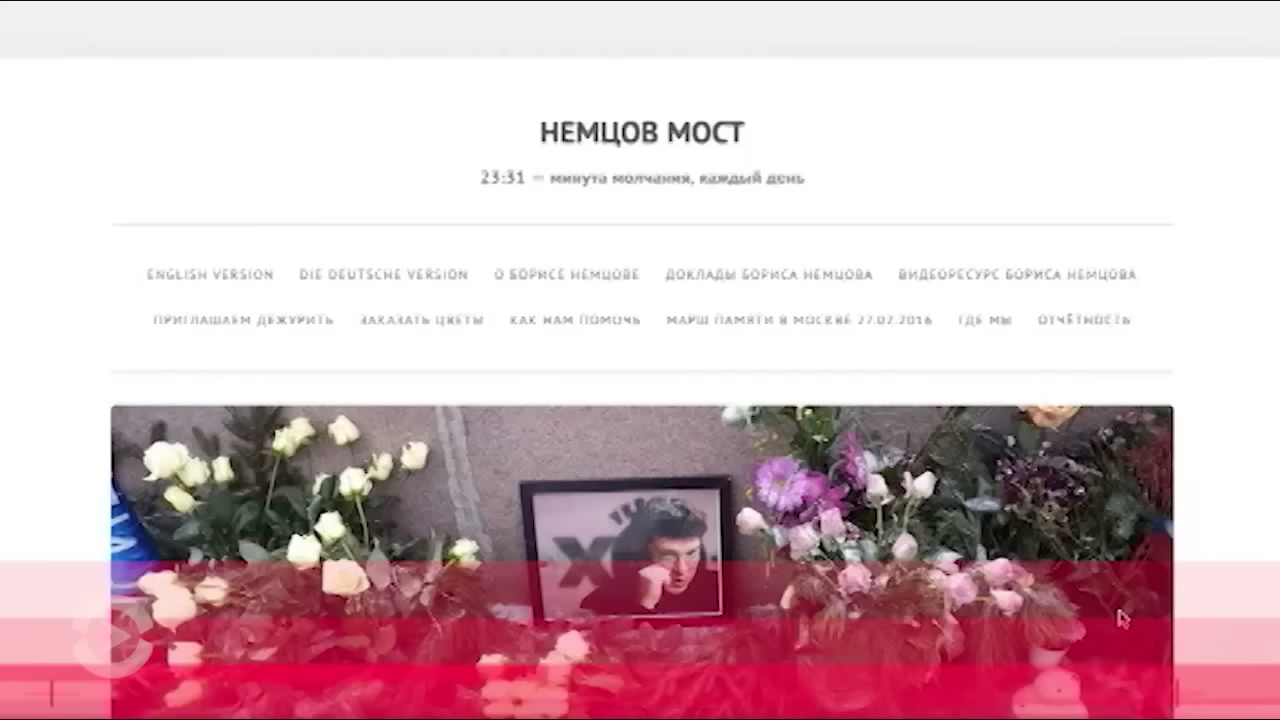 НЕМЦОВ МОСТ
23:31 — минута молчания, каждый день
ENGLISH VERSION DIE DEUTSCHE VERSION О БОРИСЕ НЕМЦОВЕ ДОКЛАДЫ БОРИСА НЕМЦОВА ВИДЕОРЕСУРС БОРИСА НЕМЦОВА
ПРИГЛАШАЕМ ДЕЖУРИТЬ ЗАКАЗАТЬ ЦВЕТЫ КАК НАМ ПОМОЧЬ МАРШ ПАМЯТИ В МОСКВЕ 27.02.2016 ГДЕ МЫ ОТЧЁТНОСТЬ